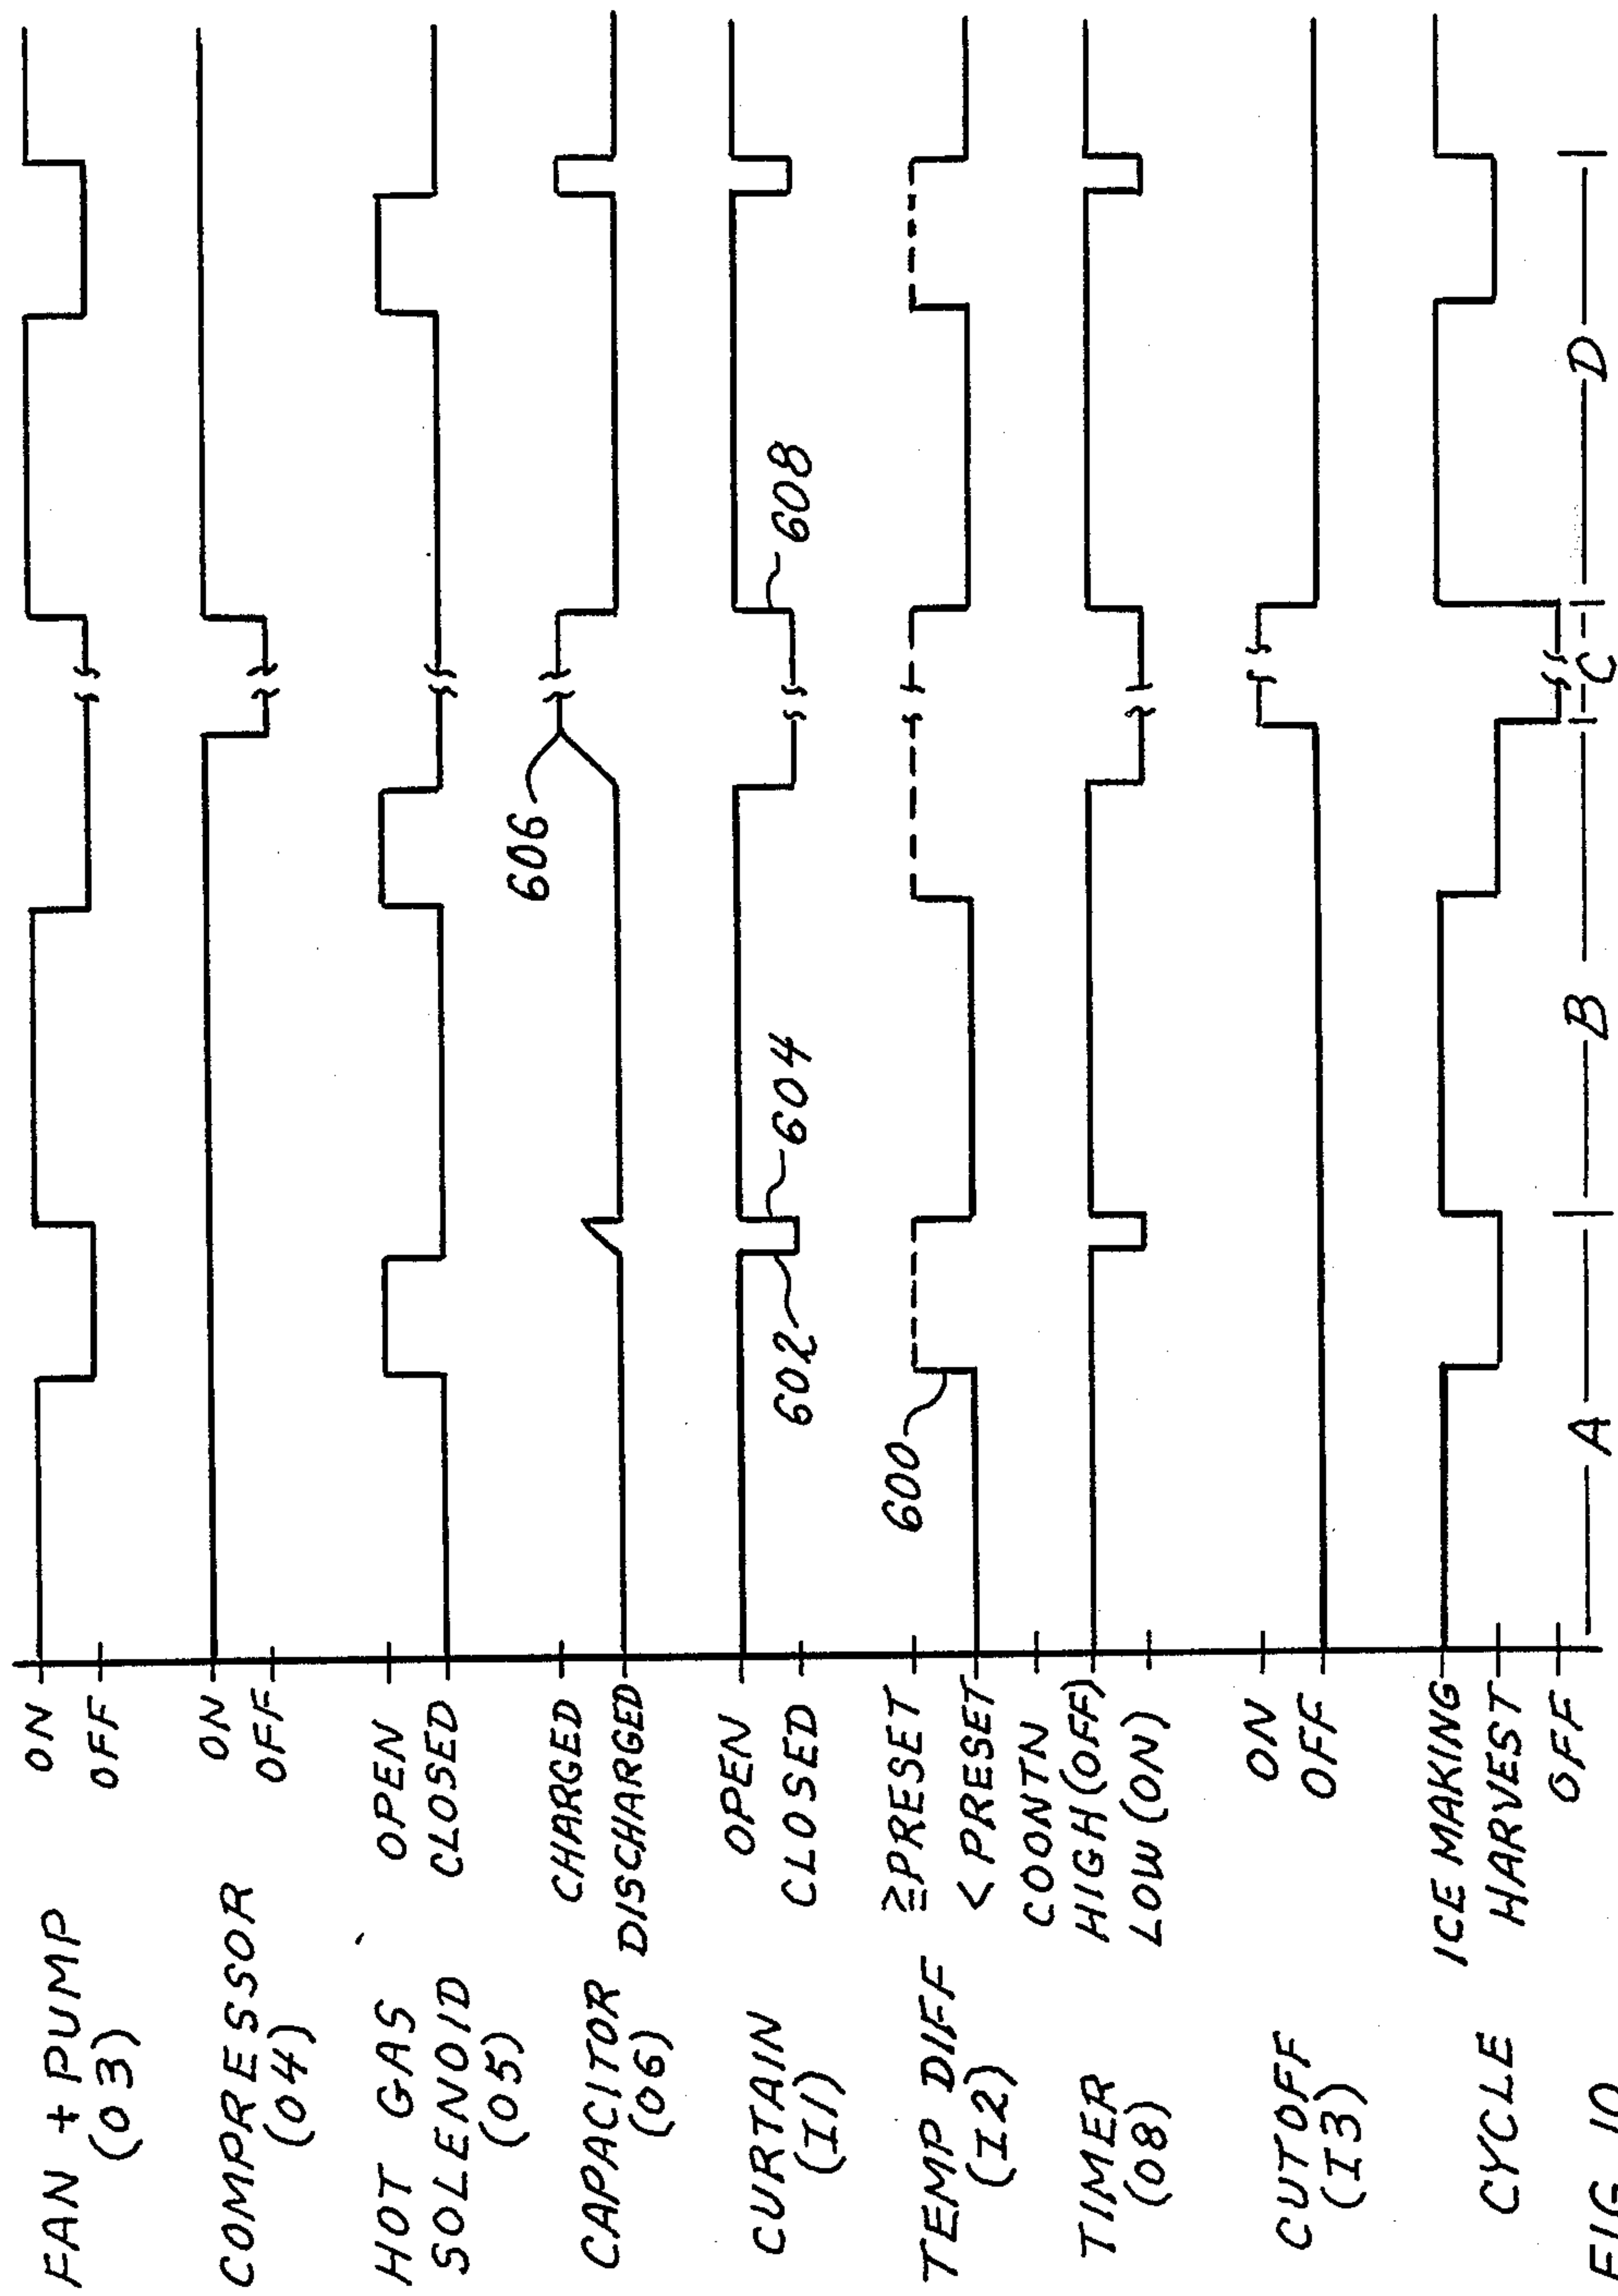 FAN + PUMP
(03)
ON
OFF
COMPRESSOR
(04)
ON
OFF
HOT GAS
SOLENOID
(05)
OPEN
CLOSED
CAPACITOR
(06)
CHARGED
DISCHARGED
606
CURTAIN
(I1)
OPEN
CLOSED
602
604
608
TEMP DIFF
(I2)
≥PRESET
<PRESET
600
TIMER
(08)
COONTN
HIGH(OFF)
LOW(ON)
CUTOFF
(I3)
ON
OFF
CYCLE
ICE MAKING
HARVEST
OFF
A
B
C
D
FIG. 10